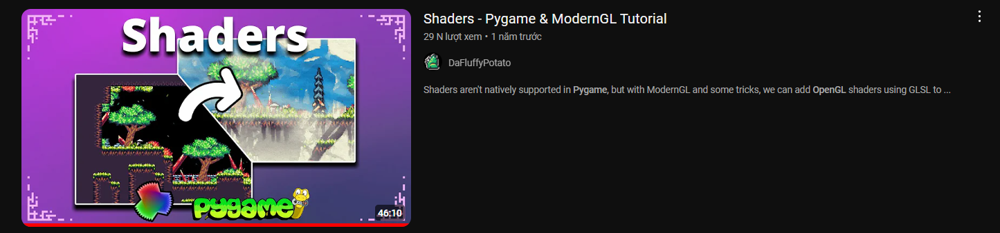 Shaders
pygame
46:10
Shaders - Pygame & ModernGL Tutorial
29 N lượt xem • 1 năm trước
DaFluffyPotato
Shaders aren't natively supported in Pygame, but with ModernGL and some tricks, we can add OpenGL shaders using GLSL to ...